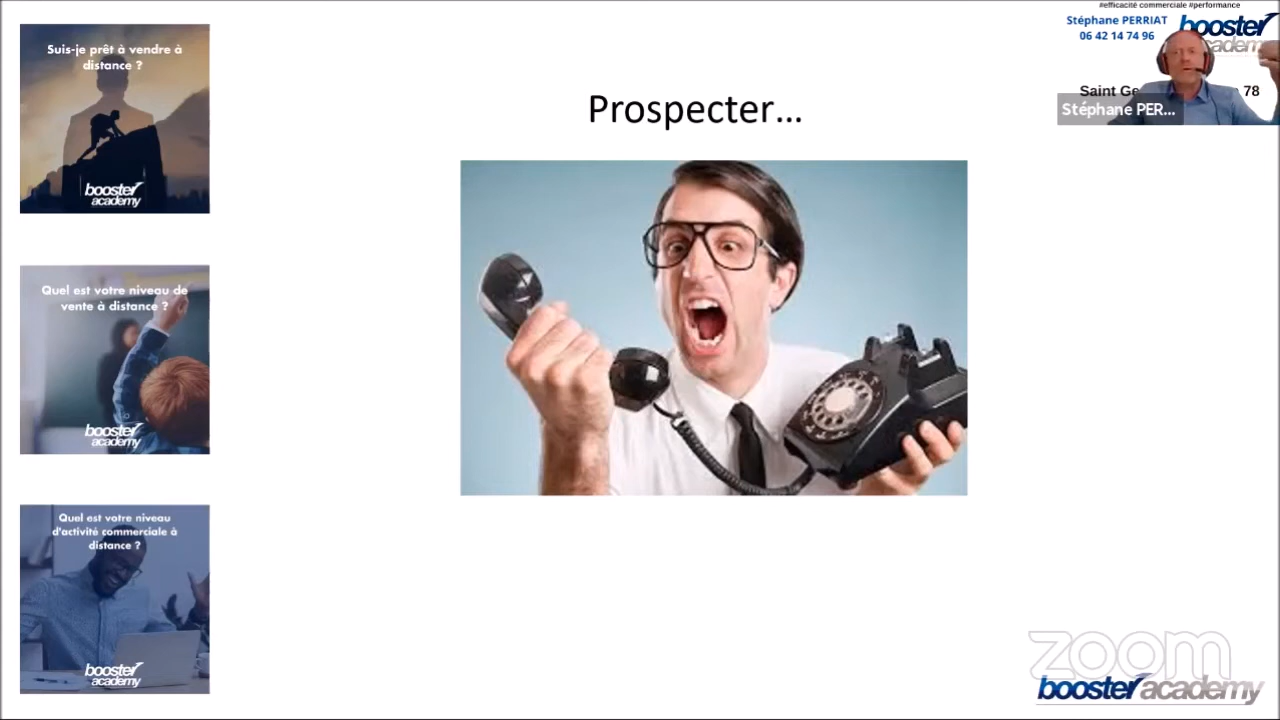 Suis-je prêt à vendre à
distance ?
booster
academy
Quel est votre niveau de
vente à distance ?
booster
academy
Quel est votre niveau
d'activité commerciale à
distance ?
booster
academy
Prospecter...
#efficacité commerciale #performance
Stéphane PERRIAT
06 42 14 74 96
booster
academy
Saint Ge
78
Stéphane PER...
zoom
booster academy